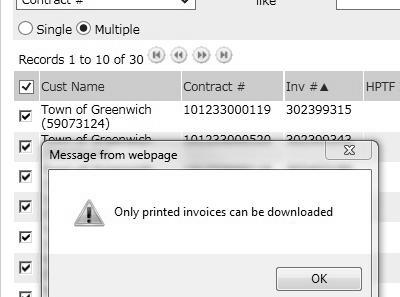 Contract # like
Single Multiple
Records 1 to 10 of 30
Cust Name Contract # Inv #▲ HPTF
Town of Greenwich 101233000119 302399315
(59073124)
Town of Greenwich 101233000520 302399343
Message from webpage
Only printed invoices can be downloaded
OK